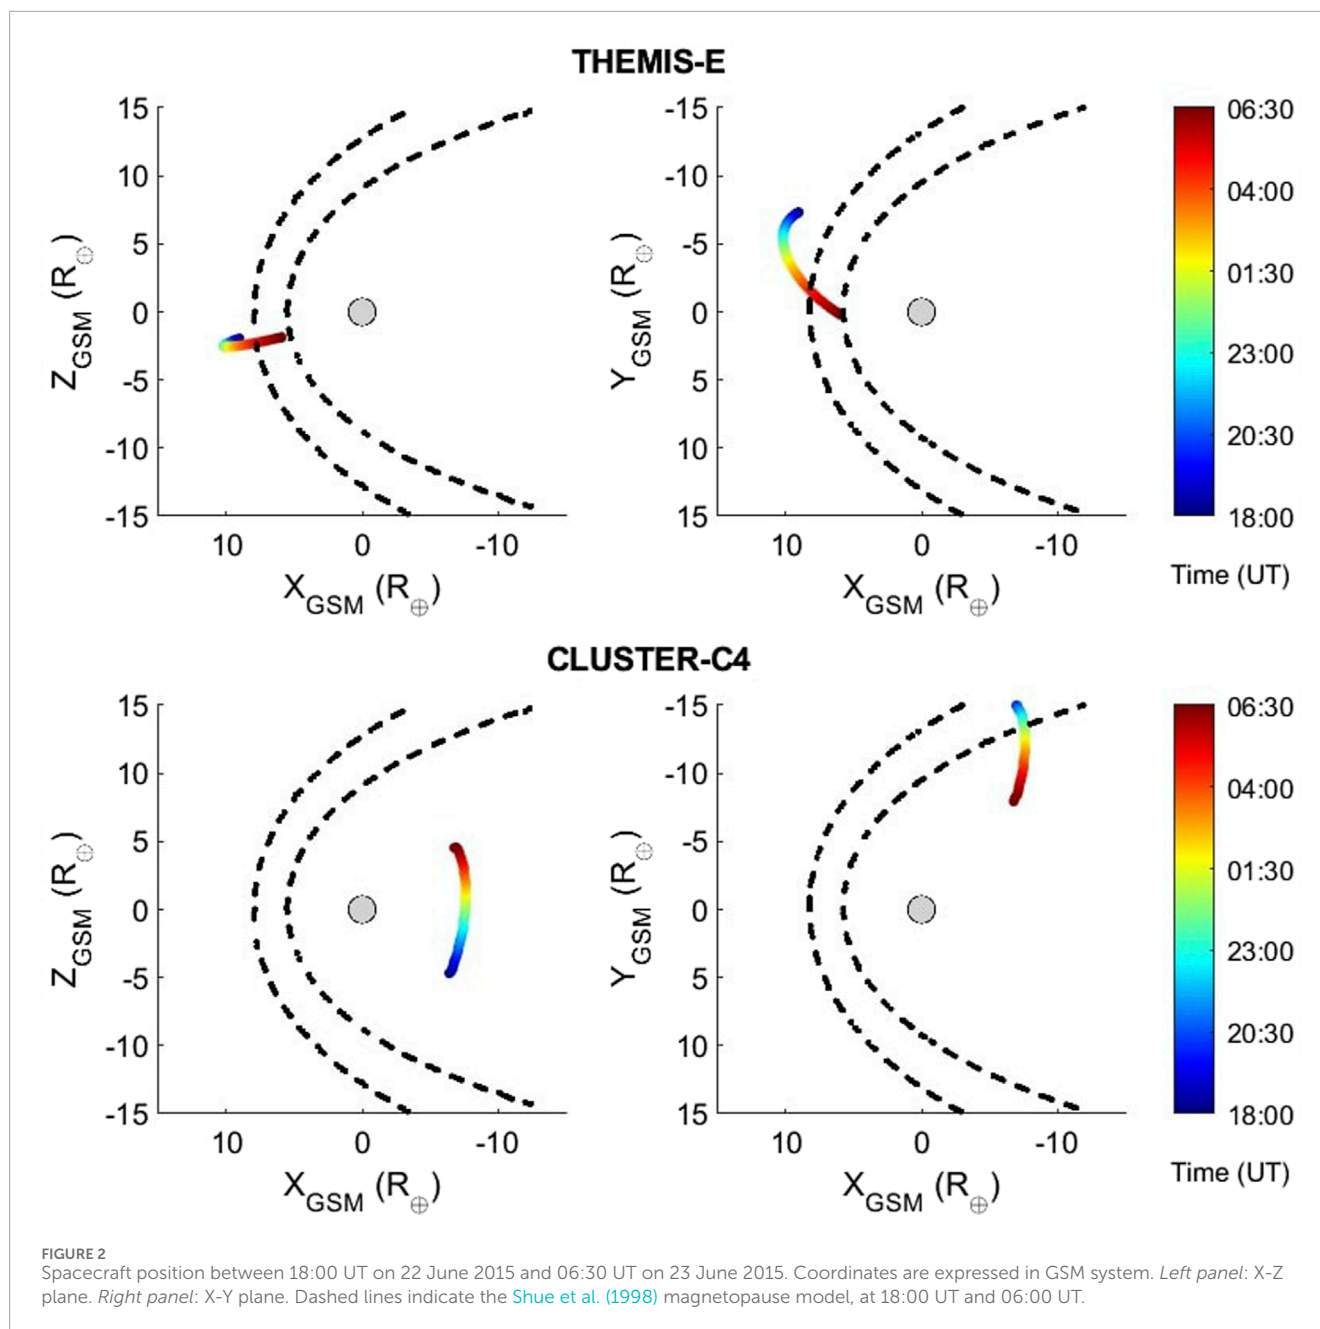 THEMIS-E
15
10
5
0
-5
-10
-15
Z_GSM (R_⊕)
10 0 -10
X_GSM (R_⊕)
-15
-10
-5
0
5
10
15
Y_GSM (R_⊕)
10 0 -10
X_GSM (R_⊕)
06:30
04:00
01:30
23:00
20:30
18:00
Time (UT)
CLUSTER-C4
15
10
5
0
-5
-10
-15
Z_GSM (R_⊕)
10 0 -10
X_GSM (R_⊕)
-15
-10
-5
0
5
10
15
Y_GSM (R_⊕)
10 0 -10
X_GSM (R_⊕)
06:30
04:00
01:30
23:00
20:30
18:00
Time (UT)
FIGURE 2
Spacecraft position between 18:00 UT on 22 June 2015 and 06:30 UT on 23 June 2015. Coordinates are expressed in GSM system. Left panel: X-Z
plane. Right panel: X-Y plane. Dashed lines indicate the Shue et al. (1998) magnetopause model, at 18:00 UT and 06:00 UT.